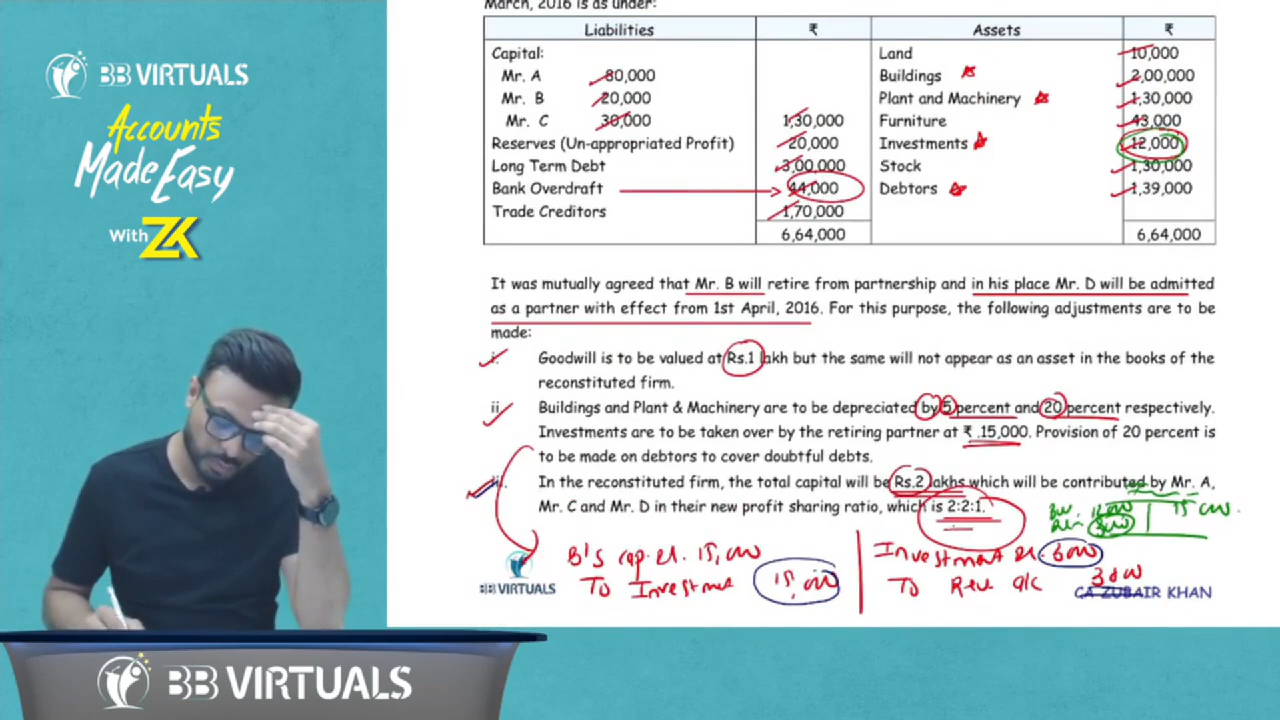 March, 2016 is as under:
Liabilities ₹ Assets ₹
Capital: Land 10,000
Mr. A 80,000 Buildings 2,00,000
Mr. B 20,000 Plant and Machinery 1,30,000
Mr. C 30,000 1,30,000 Furniture 43,000
Reserves (Un-appropriated Profit) 20,000 Investments 12,000
Long Term Debt 3,00,000 Stock 1,30,000
Bank Overdraft 44,000 Debtors 1,39,000
Trade Creditors 1,70,000
6,64,000 6,64,000
It was mutually agreed that Mr. B will retire from partnership and in his place Mr. D will be admitted
as a partner with effect from 1st April, 2016. For this purpose, the following adjustments are to be
made:
i. Goodwill is to be valued at Rs.1 lakh but the same will not appear as an asset in the books of the
reconstituted firm.
ii. Buildings and Plant & Machinery are to be depreciated by 5 percent and 20 percent respectively.
Investments are to be taken over by the retiring partner at ₹ .15,000. Provision of 20 percent is
to be made on debtors to cover doubtful debts.
iii. In the reconstituted firm, the total capital will be Rs.2 lakhs which will be contributed by Mr. A,
Mr. C and Mr. D in their new profit sharing ratio, which is 2:2:1.
B's cap. Dr. 15,000
To Investment 15,000
Investment Dr. 3000
To Rev a/c 3000
BB VIRTUALS
CA ZUBAIR KHAN
BB VIRTUALS
Accounts
Made Easy
With ZK
BB VIRTUALS